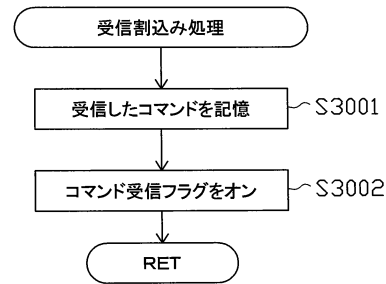 受信割込み処理
受信したコマンドを記憶
S3001
コマンド受信フラグをオン
S3002
RET